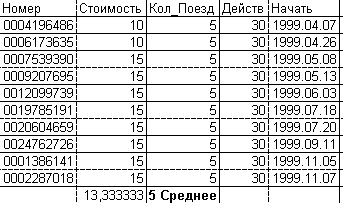 Номер Стоимость Кол_Поезд Действ Начать
0004196486 10 5 30 1999.04.07
0006173635 10 5 30 1999.04.26
0007539390 15 5 30 1999.05.08
0009207695 15 5 30 1999.05.13
0012099739 15 5 30 1999.06.03
0019785191 15 5 30 1999.07.18
0020604659 15 5 30 1999.07.20
0024762726 15 5 30 1999.09.11
0001386141 15 5 30 1999.11.05
0002287018 15 5 30 1999.11.07
13,333333 5 Среднее